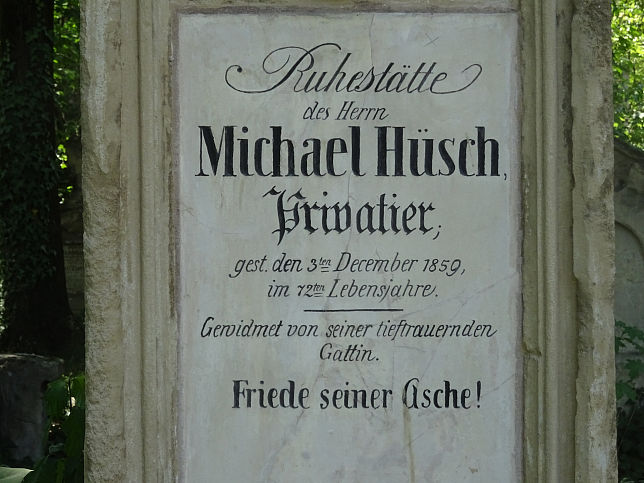 Ruhestätte
des Herrn
Michael Hüsch,
Privatier,
gest. den 3ten December 1859,
im 72ten Lebensjahre.
Gewidmet von seiner tieftrauernden
Gattin.
Friede seiner Asche!